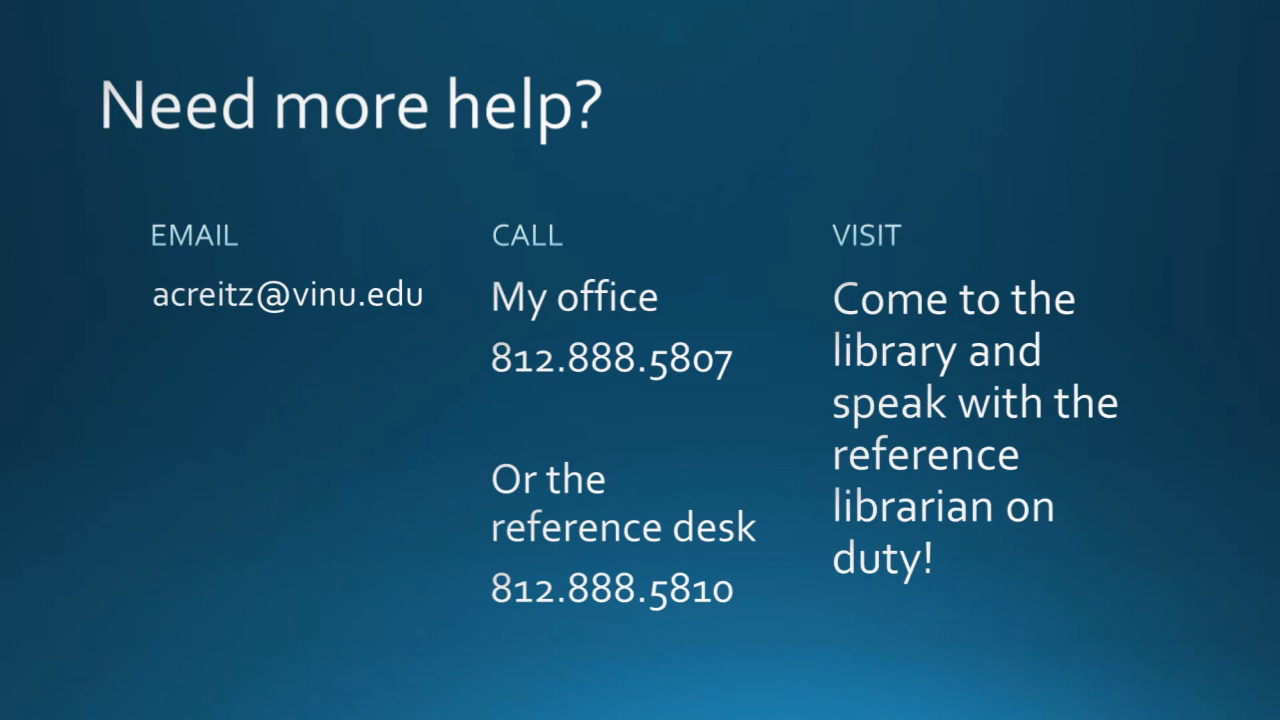 Need more help?
EMAIL
acreitz@vinu.edu
CALL
My office
812.888.5807
Or the
reference desk
812.888.5810
VISIT
Come to the
library and
speak with the
reference
librarian on
duty!